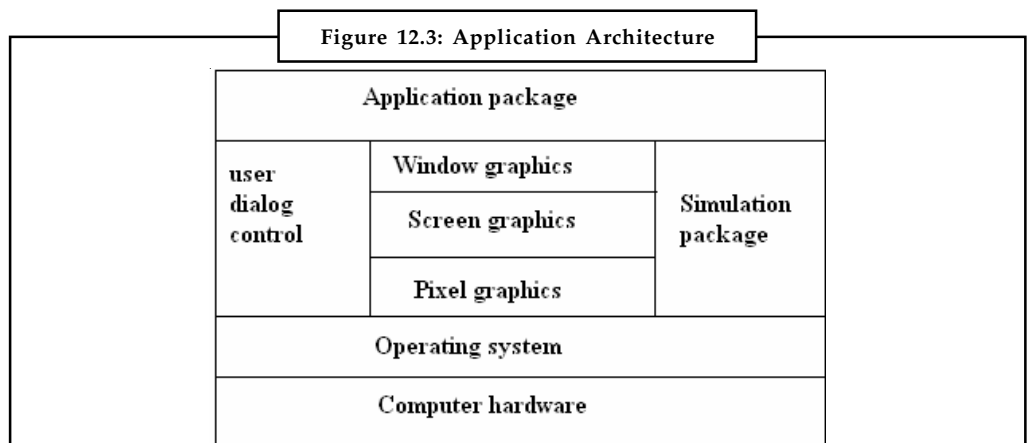 Figure 12.3: Application Architecture
Application package
user
dialog
control
Window graphics
Screen graphics
Pixel graphics
Simulation
package
Operating system
Computer hardware